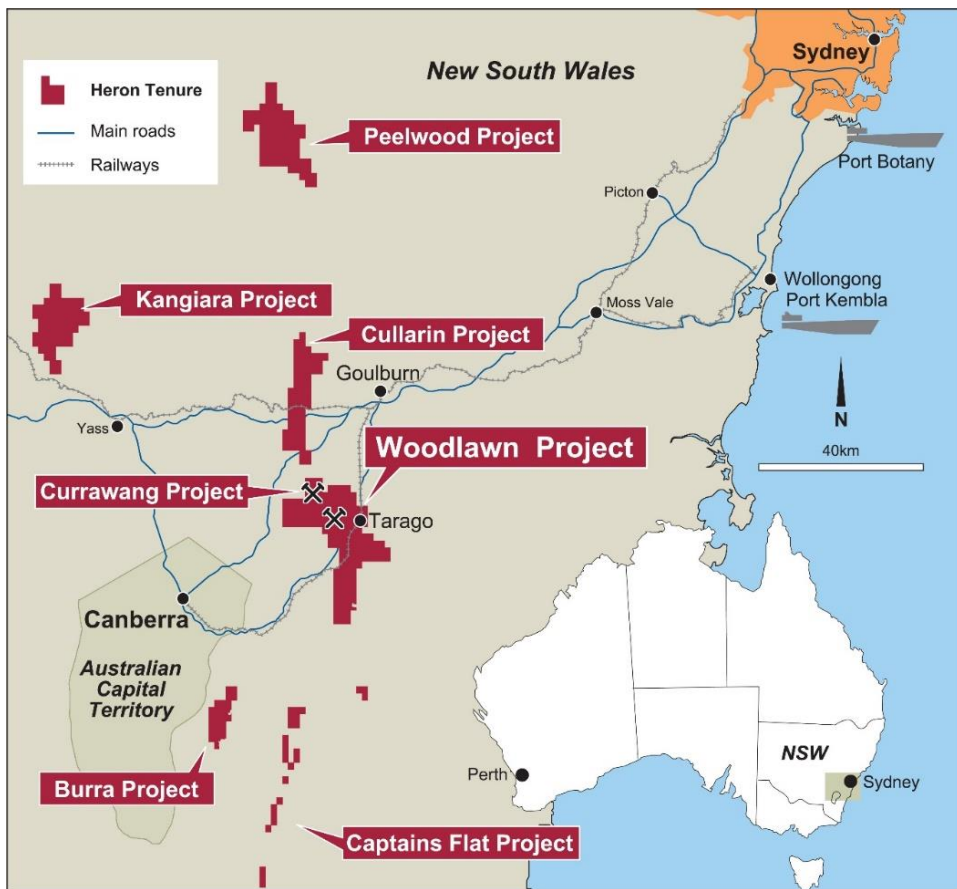 Sydney
New South Wales
Heron Tenure
Main roads
Railways
Peelwood Project
Port Botany
Picton
Kangiara Project
Wollongong
Port Kembla
Moss Vale
Cullarin Project
Goulburn
N
Yass
40km
Woodlawn Project
Currawang Project
Tarago
Canberra
Australian
Capital
Territory
NSW
Perth
Sydney
Burra Project
Captains Flat Project